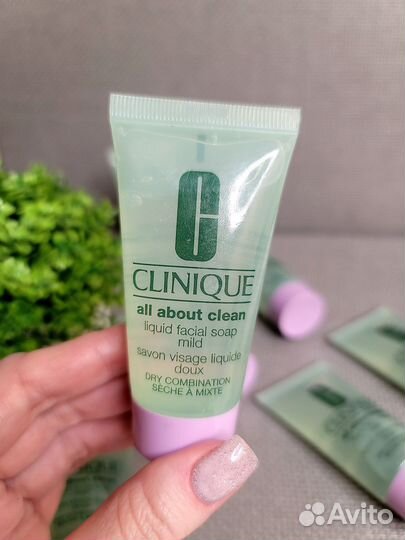 CLINIQUE
all about clean
liquid facial soap
mild
savon visage liquide
doux
DRY COMBINATION
SÈCHE À MIXTE
Avito